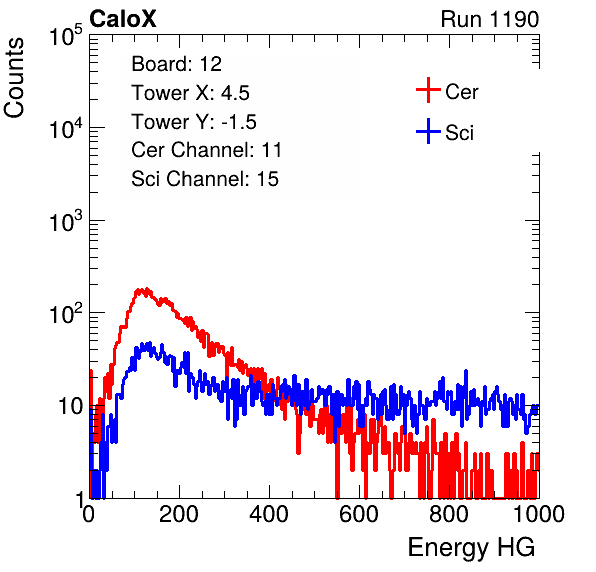 CaloX Run 1190
Counts
10^5
10^4
10^3
10^2
10
1
Board: 12
Tower X: 4.5
Tower Y: -1.5
Cer Channel: 11
Sci Channel: 15
Cer
Sci
0 200 400 600 800 1000
Energy HG